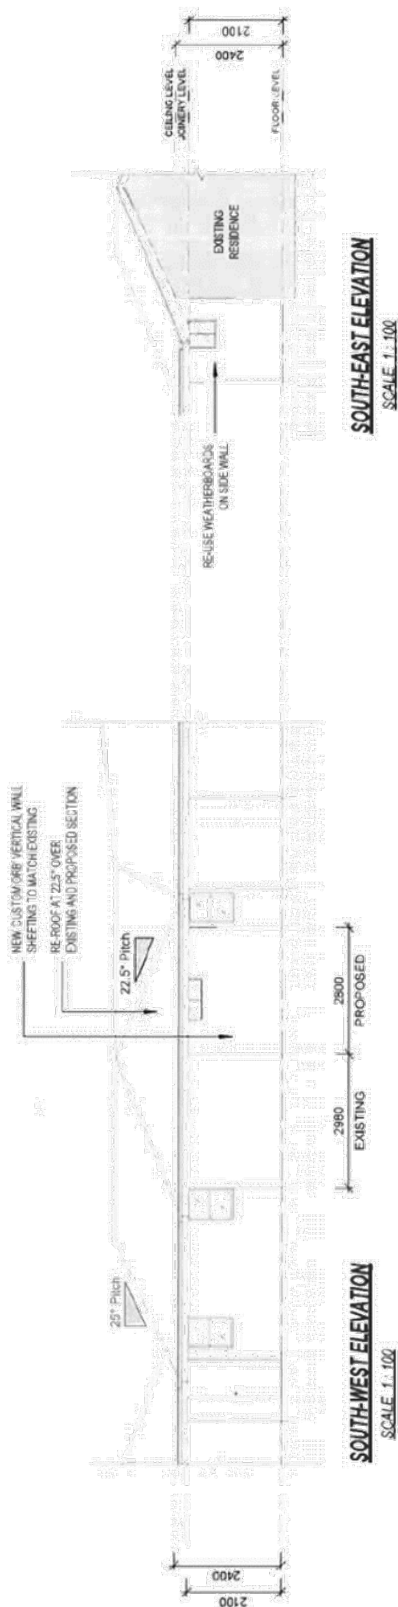 NEW 'CUSTOM ORB' VERTICAL WALL
SHEETING TO MATCH EXISTING
RE-ROOF AT 22.5° OVER
EXISTING AND PROPOSED SECTION
25° Pitch
22.5° Pitch
2400
2100
2980
EXISTING
2800
PROPOSED
SOUTH-WEST ELEVATION
SCALE 1 : 100
CEILING LEVEL
JOINERY LEVEL
FLOOR LEVEL
2400
2100
EXISTING
RESIDENCE
RE-USE WEATHERBOARDS
ON SIDE WALL
SOUTH-EAST ELEVATION
SCALE 1 : 100